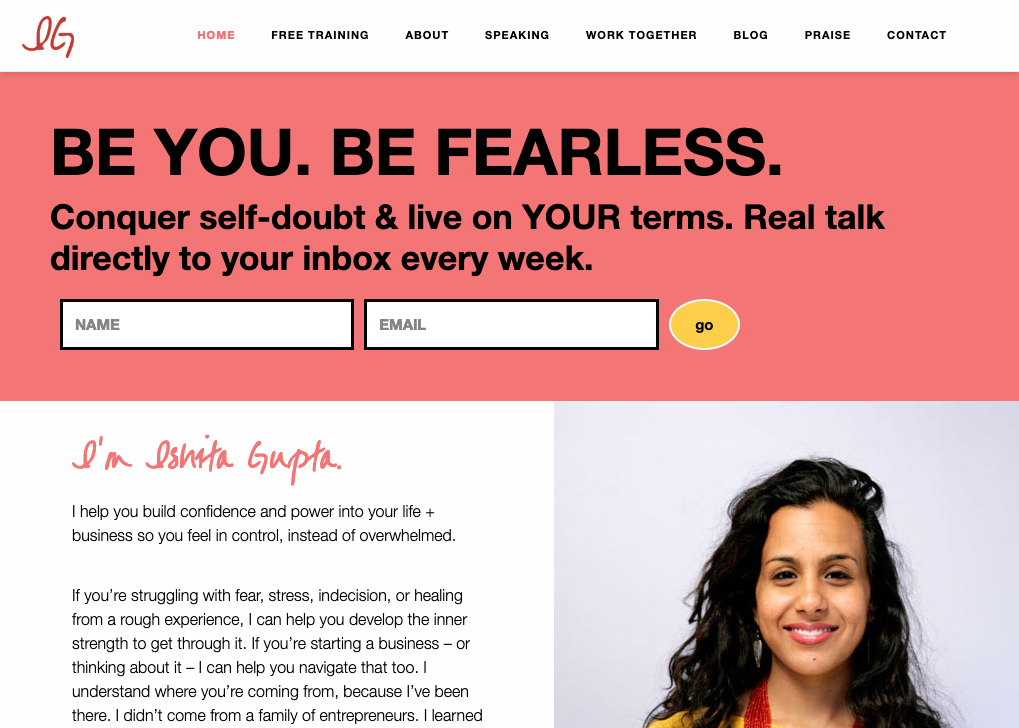 IG
HOME FREE TRAINING ABOUT SPEAKING WORK TOGETHER BLOG PRAISE CONTACT
BE YOU. BE FEARLESS.
Conquer self-doubt & live on YOUR terms. Real talk
directly to your inbox every week.
NAME EMAIL go
I'm Ishita Gupta.
I help you build confidence and power into your life +
business so you feel in control, instead of overwhelmed.
If you’re struggling with fear, stress, indecision, or healing
from a rough experience, I can help you develop the inner
strength to get through it. If you’re starting a business – or
thinking about it – I can help you navigate that too. I
understand where you’re coming from, because I’ve been
there. I didn’t come from a family of entrepreneurs. I learned